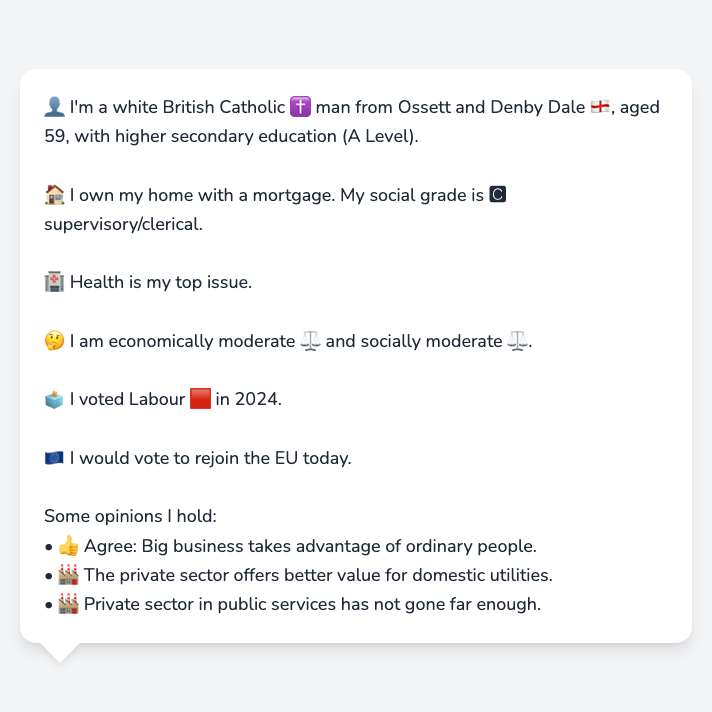 👤 I'm a white British Catholic ✝️ man from Ossett and Denby Dale 🏴󠁧󠁢󠁥󠁮󠁧󠁿, aged
59, with higher secondary education (A Level).
🏠 I own my home with a mortgage. My social grade is 🅲
supervisory/clerical.
🏥 Health is my top issue.
🤔 I am economically moderate ⚖️ and socially moderate ⚖️.
🗳️ I voted Labour 🟥 in 2024.
🇪🇺 I would vote to rejoin the EU today.
Some opinions I hold:
• 👍 Agree: Big business takes advantage of ordinary people.
• 🏭 The private sector offers better value for domestic utilities.
• 🏭 Private sector in public services has not gone far enough.